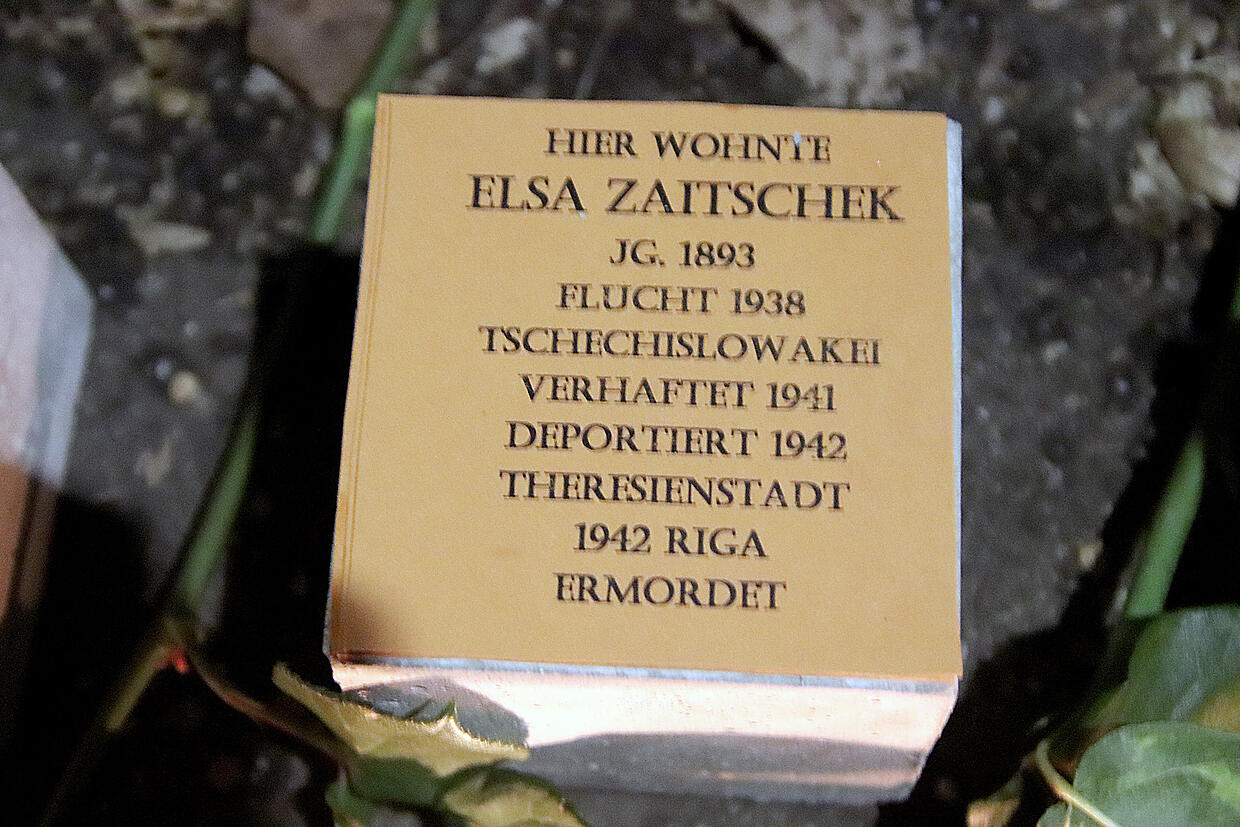 HIER WOHNTE
ELSA ZAITSCHEK
JG. 1893
FLUCHT 1938
TSCHECHISLOWAKEI
VERHAFTET 1941
DEPORTIERT 1942
THERESIENSTADT
1942 RIGA
ERMORDET